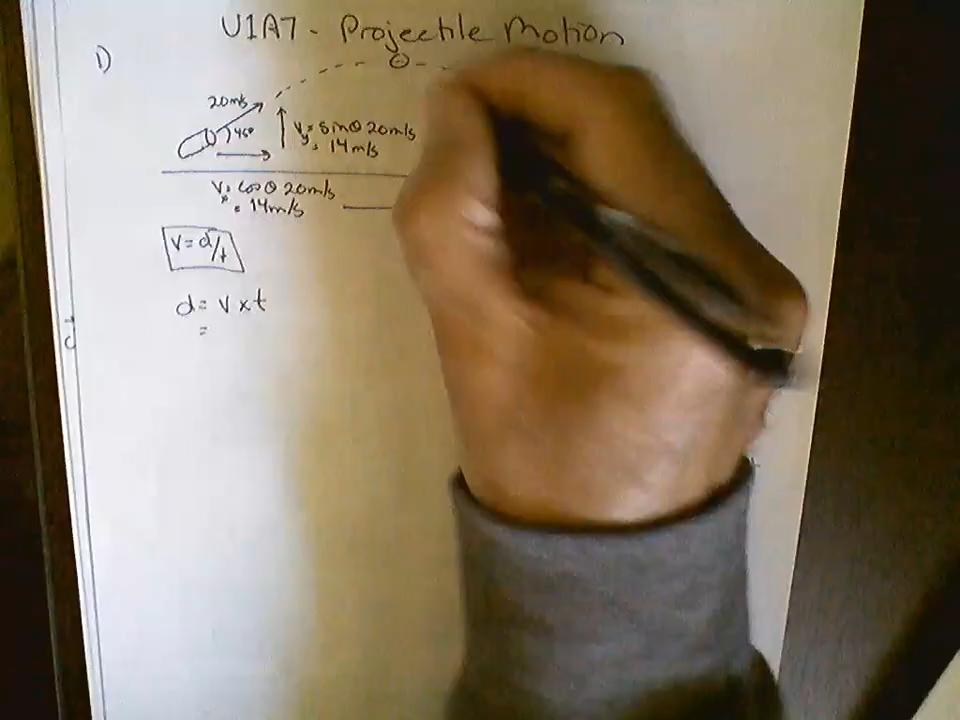 U1A7 - Projectile Motion
1)
20m/s
45°
Vy = sinθ 20m/s
= 14m/s
Vx = cosθ 20m/s
= 14m/s
V = d/t
d = v x t
=